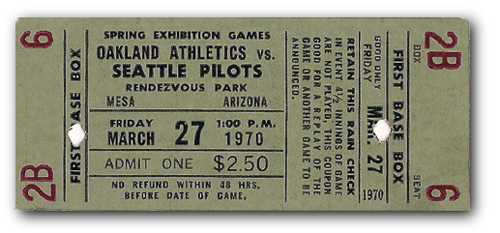 6
2B
FIRST BASE BOX
SPRING EXHIBITION GAMES
OAKLAND ATHLETICS vs.
SEATTLE PILOTS
RENDEZVOUS PARK
MESA ARIZONA
FRIDAY
MARCH 27 1:00 P.M.
1970
ADMIT ONE $2.50
NO REFUND WITHIN 48 HRS.
BEFORE DATE OF GAME.
RETAIN THIS RAIN CHECK
IN EVENT 4½ INNINGS OF GAME
ARE NOT PLAYED, THIS COUPON
GOOD FOR A REPLAY OF THE
GAME OR ANOTHER GAME TO BE
ANNOUNCED.
GOOD ONLY
FRIDAY
MAR. 27
1970
FIRST BASE BOX
BOX
2B
SEAT
6